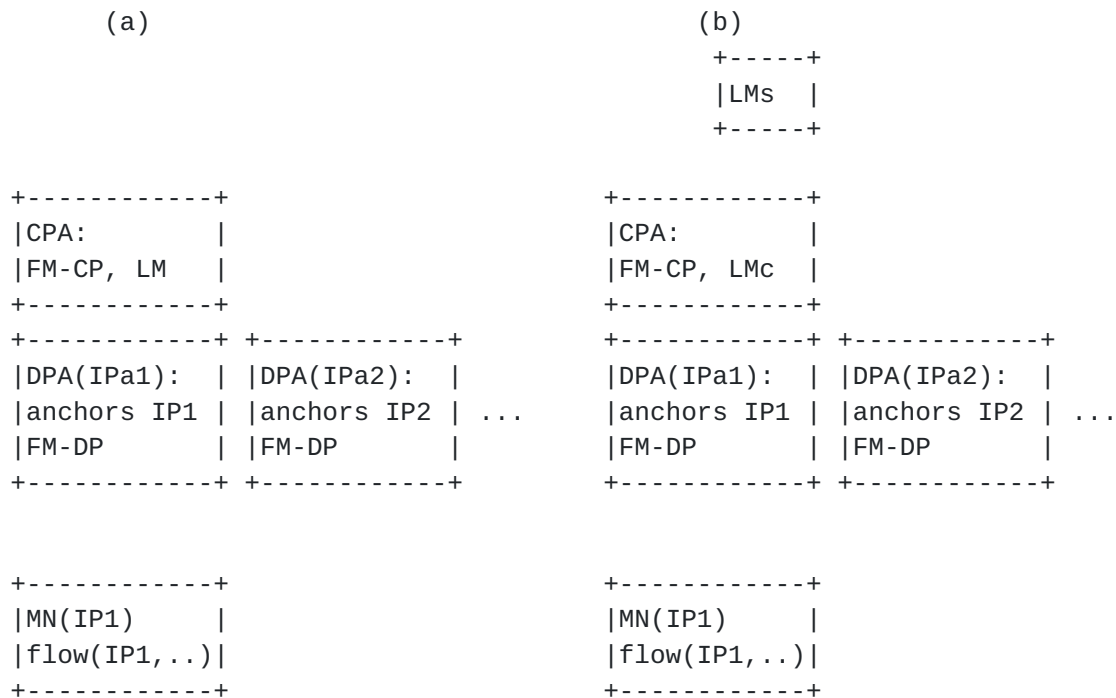 (a)                                 (b)
                                           +-----+
                                           |LMs  |
                                           +-----+

+------------+                      +------------+
|CPA:        |                      |CPA:        |
|FM-CP, LM   |                      |FM-CP, LMc  |
+------------+                      +------------+
+------------+ +------------+       +------------+ +------------+
|DPA(IPa1):  | |DPA(IPa2):  |       |DPA(IPa1):  | |DPA(IPa2):  |
|anchors IP1 | |anchors IP2 | ...   |anchors IP1 | |anchors IP2 | ...
|FM-DP       | |FM-DP       |       |FM-DP       | |FM-DP       |
+------------+ +------------+       +------------+ +------------+


+------------+                      +------------+
|MN(IP1)     |                      |MN(IP1)     |
|flow(IP1,..)|                      |flow(IP1,..)|
+------------+                      +------------+